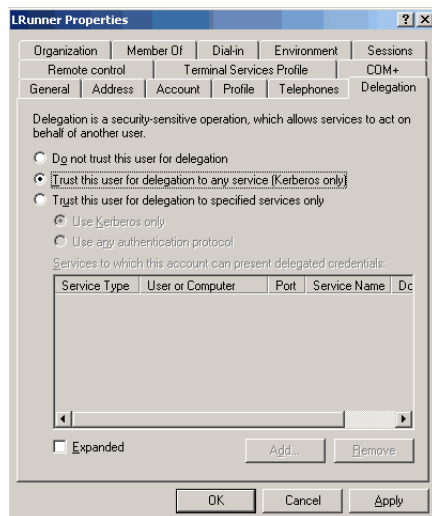 LRunner Properties
Organization Member Of Dial-in Environment Sessions
Remote control Terminal Services Profile COM+
General Address Account Profile Telephones Delegation
Delegation is a security-sensitive operation, which allows services to act on
behalf of another user.
Do not trust this user for delegation
Trust this user for delegation to any service (Kerberos only)
Trust this user for delegation to specified services only
Use Kerberos only
Use any authentication protocol
Services to which this account can present delegated credentials:
Service Type User or Computer Port Service Name Dc
Expanded Add... Remove
OK Cancel Apply